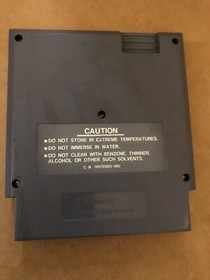 CAUTION
•DO NOT STORE IN EXTREME TEMPERATURES.
•DO NOT IMMERSE IN WATER.
•DO NOT CLEAN WITH BENZENE, THINNER,
ALCOHOL OR OTHER SUCH SOLVENTS.
NINTENDO